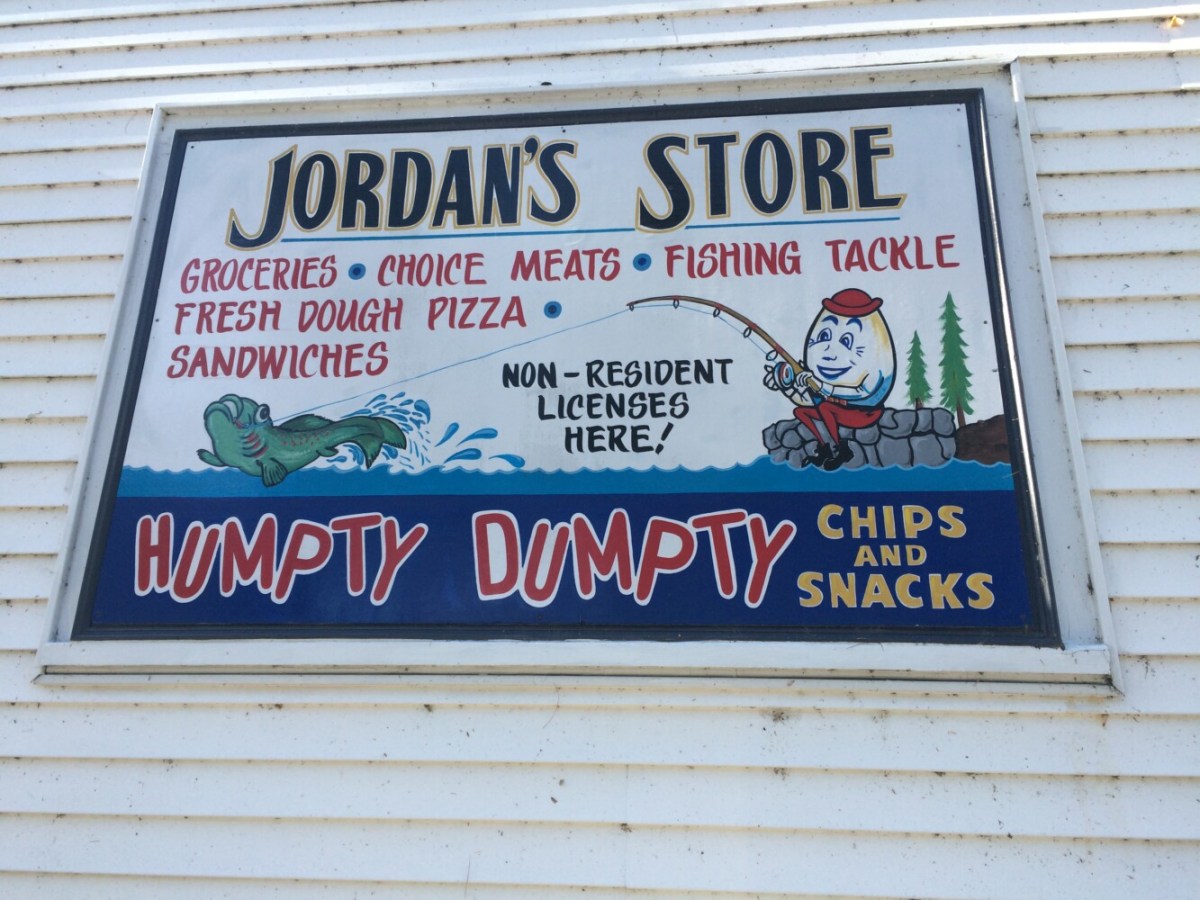 JORDAN'S STORE
GROCERIES • CHOICE MEATS • FISHING TACKLE
FRESH DOUGH PIZZA •
SANDWICHES
NON-RESIDENT
LICENSES
HERE!
HUMPTY DUMPTY
CHIPS
AND
SNACKS